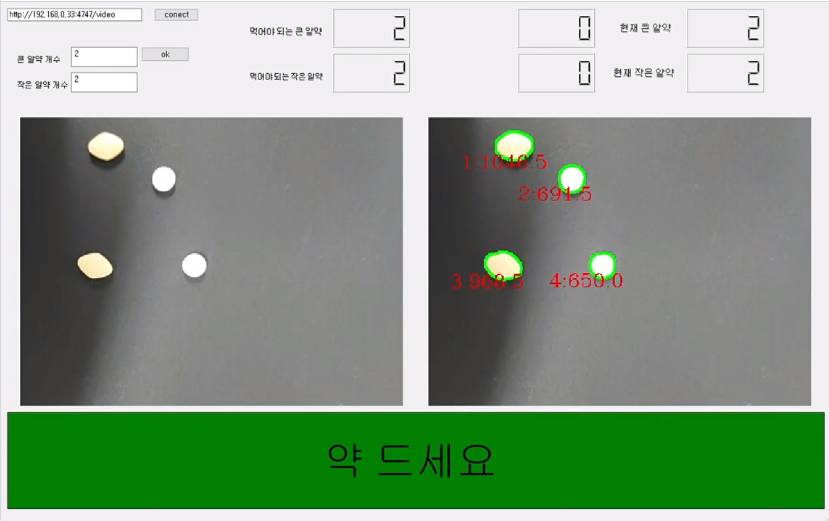 http://192,168,0,33:4747/video conect
먹어야 되는 큰 알약 2 0 현재 큰 알약 2
큰 알약 개수 2 ok
작은 알약 개수 2
먹어야되는 작은알약 2 0 현재 작은 알약 2
1:1046.5
2:691.5
3:968.5 4:650.0
약 드세요